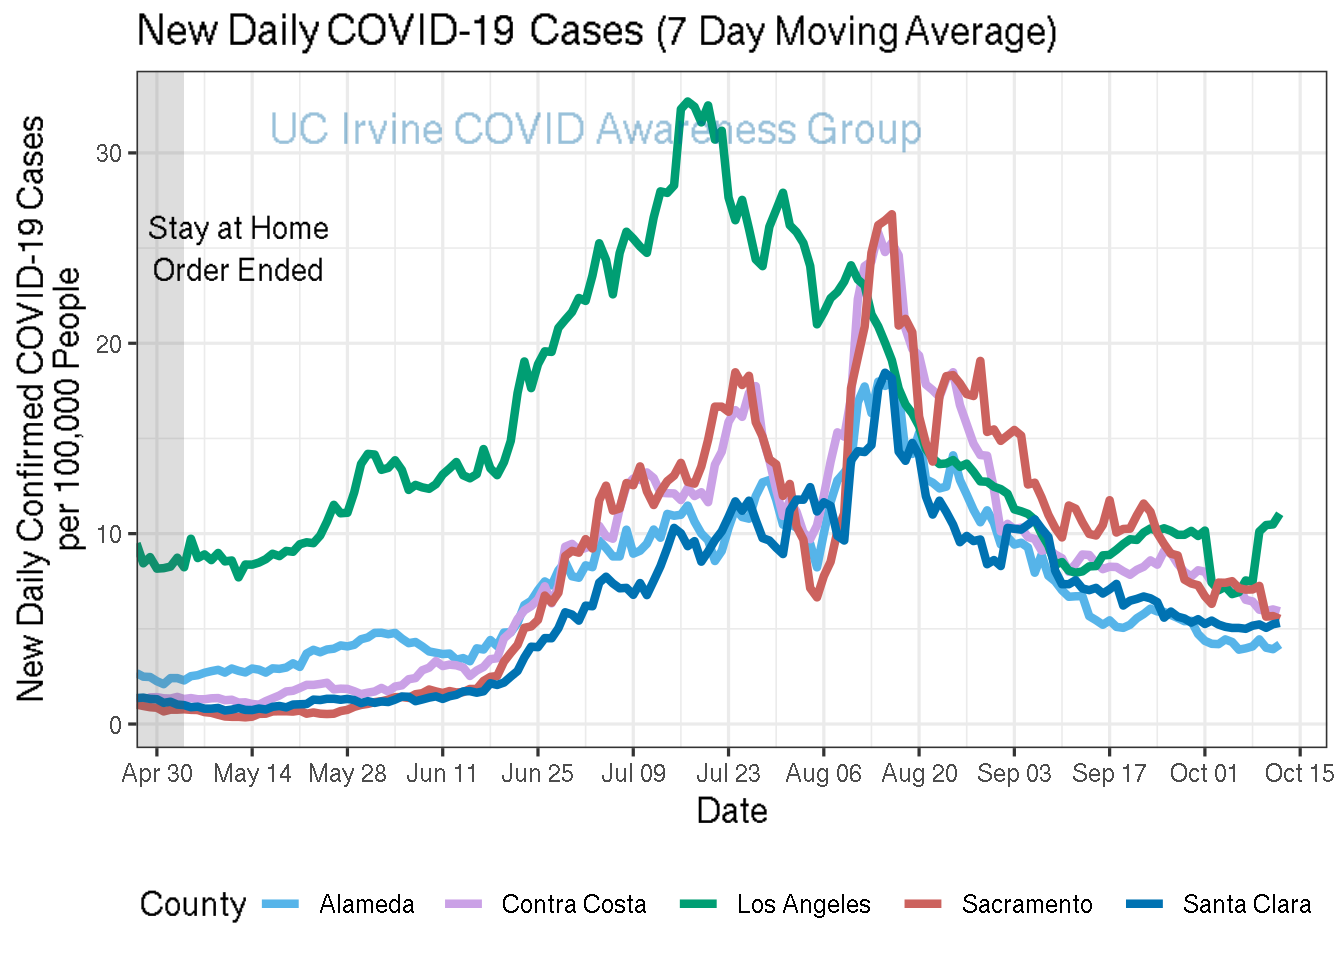 New Daily COVID-19 Cases (7 Day Moving Average)
UC Irvine COVID Awareness Group
Stay at Home
Order Ended
New Daily Confirmed COVID-19 Cases
per 100,000 People
30
20
10
0
Apr 30 May 14 May 28 Jun 11 Jun 25 Jul 09 Jul 23 Aug 06 Aug 20 Sep 03 Sep 17 Oct 01 Oct 15
Date
County Alameda Contra Costa Los Angeles Sacramento Santa Clara